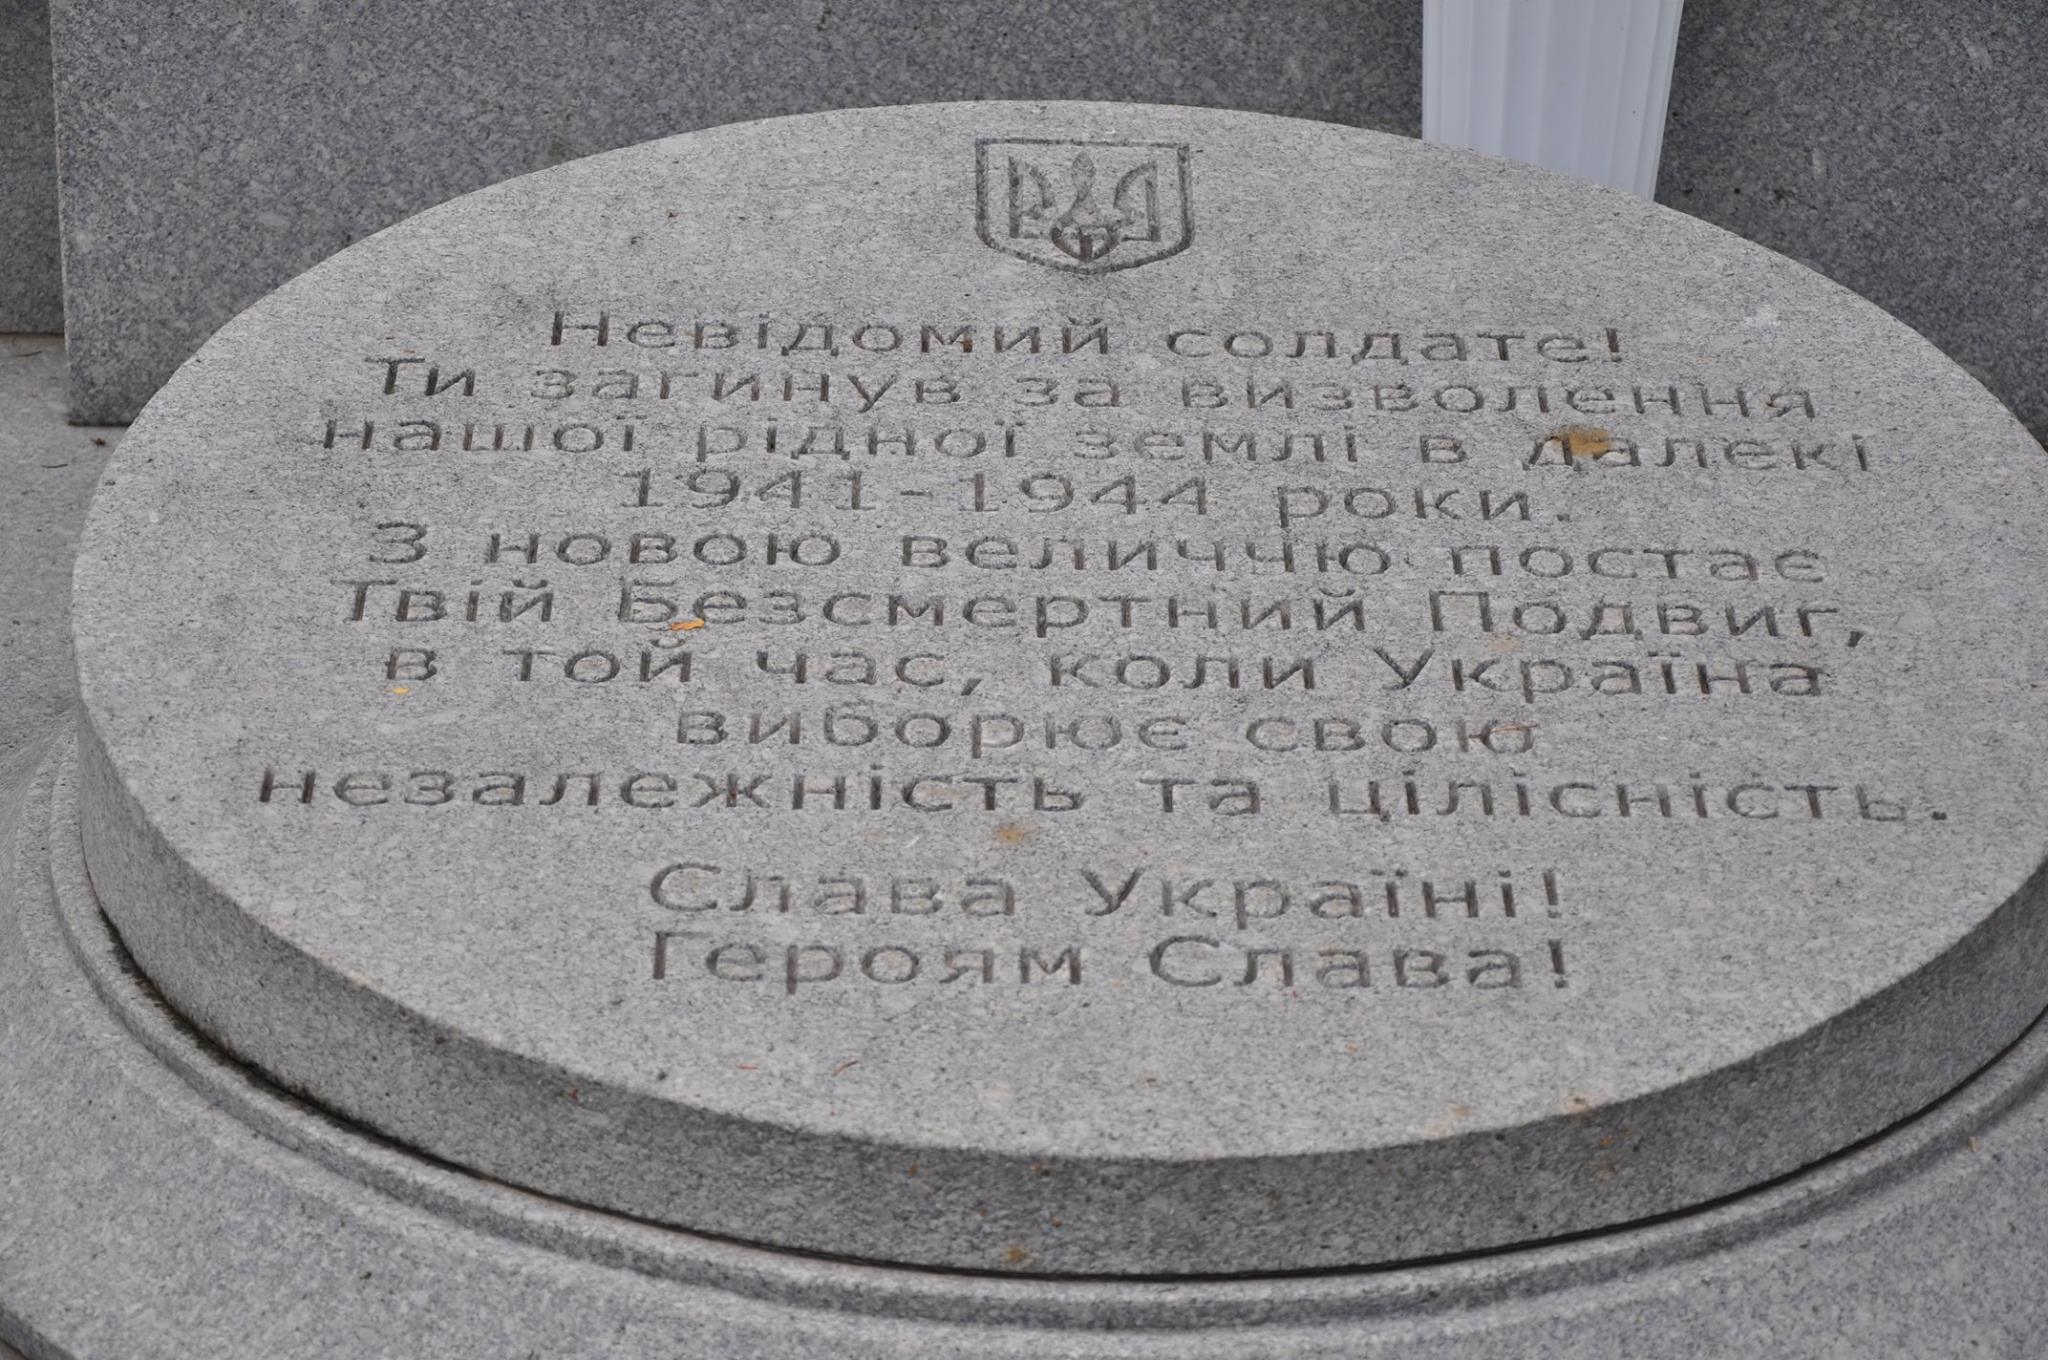 Невідомий солдате!
Ти загинув за визволення
нашої рідної землі в далекі
1941-1944 роки.
З новою величчю постає
Твій Безсмертний Подвиг,
в той час, коли Україна
виборює свою
незалежність та цілісність.
Слава Україні!
Героям Слава!